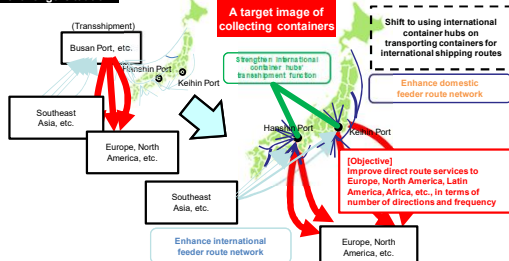 (Transshipment)
Busan Port, etc.
Hanshin Port
Keihin Port
Southeast
Asia, etc.
Europe, North
America, etc.
A target image of
collecting containers
Strengthen international
container hubs'
transshipment function
Shift to using international
container hubs on
transporting containers for
international shipping routes
Enhance domestic
feeder route network
Hanshin Port
Keihin Port
[Objective]
Improve direct route services to
Europe, North America, Latin
America, Africa, etc., in terms of
number of directions and frequency
Southeast
Asia, etc.
Enhance international
feeder route network
Europe, North
America, etc.